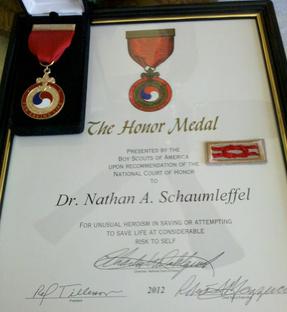 The Honor Medal
PRESENTED BY THE
BOY SCOUTS OF AMERICA
UPON RECOMMENDATION OF THE
NATIONAL COURT OF HONOR
TO
Dr. Nathan A. Schaumleffel
FOR UNUSUAL HEROISM IN SAVING OR ATTEMPTING
TO SAVE LIFE AT CONSIDERABLE
RISK TO SELF
2012